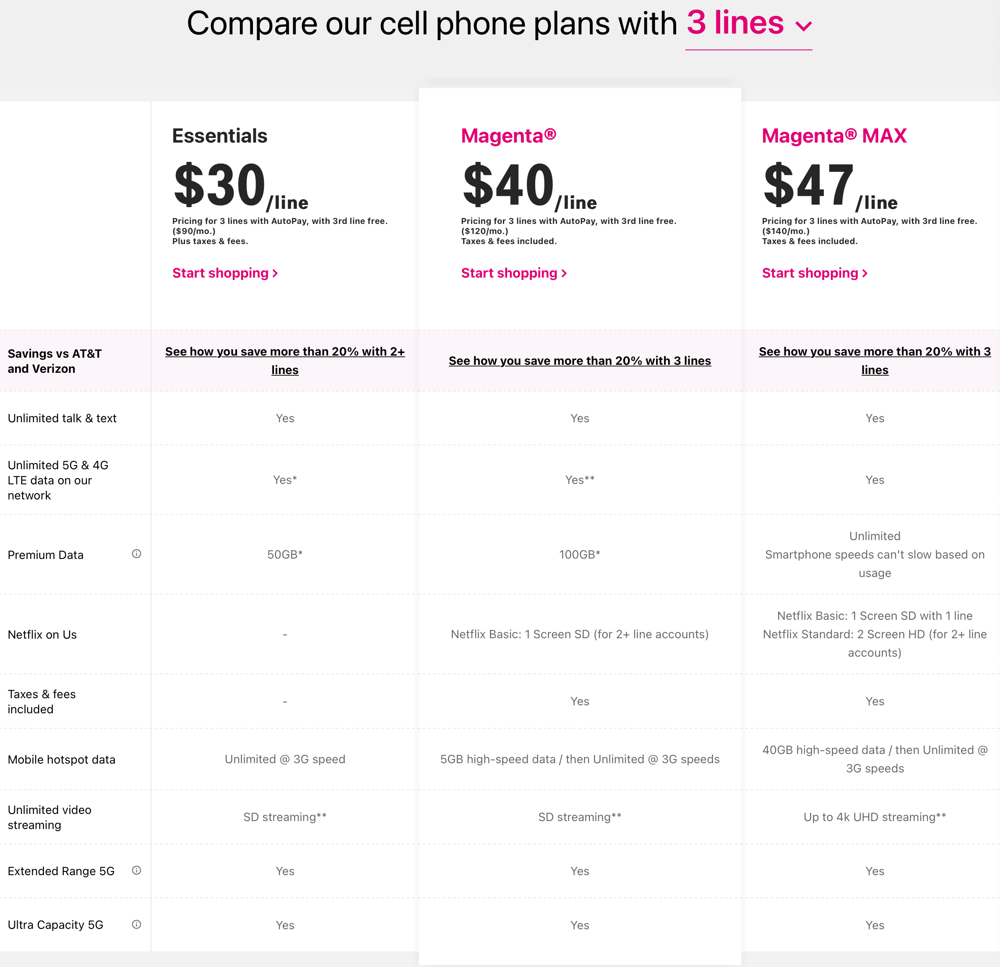 Compare our cell phone plans with 3 lines
Essentials
$30/line
Pricing for 3 lines with AutoPay, with 3rd line free.
($90/mo.)
Plus taxes & fees.
Start shopping
Magenta®
$40/line
Pricing for 3 lines with AutoPay, with 3rd line free.
($120/mo.)
Taxes & fees included.
Start shopping
Magenta® MAX
$47/line
Pricing for 3 lines with AutoPay, with 3rd line free.
($140/mo.)
Taxes & fees included.
Start shopping
Savings vs AT&T
and Verizon
See how you save more than 20% with 2+
lines
See how you save more than 20% with 3 lines
See how you save more than 20% with 3
lines
Unlimited talk & text
Yes
Yes
Yes
Unlimited 5G & 4G
LTE data on our
network
Yes*
Yes**
Yes
Premium Data
50GB*
100GB*
Unlimited
Smartphone speeds can't slow based on
usage
Netflix on Us
-
Netflix Basic: 1 Screen SD (for 2+ line accounts)
Netflix Basic: 1 Screen SD with 1 line
Netflix Standard: 2 Screen HD (for 2+ line
accounts)
Taxes & fees
included
-
Yes
Yes
Mobile hotspot data
Unlimited @ 3G speed
5GB high-speed data / then Unlimited @ 3G speeds
40GB high-speed data / then Unlimited @
3G speeds
Unlimited video
streaming
SD streaming**
SD streaming**
Up to 4k UHD streaming**
Extended Range 5G
Yes
Yes
Yes
Ultra Capacity 5G
Yes
Yes
Yes